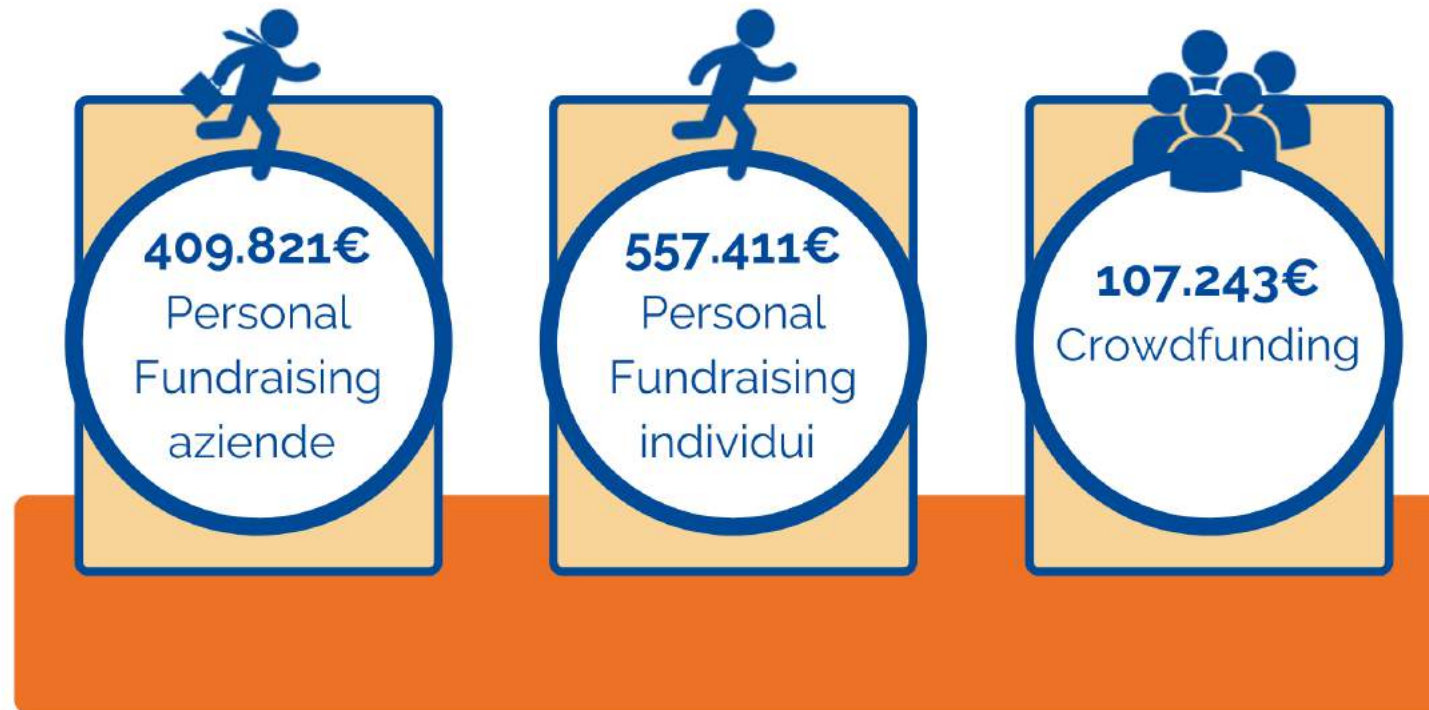 409.821€
Personal
Fundraising
aziende
557.411€
Personal
Fundraising
individui
107.243€
Crowdfunding